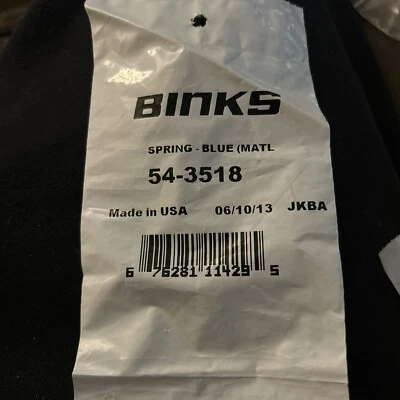 BINKS
SPRING - BLUE (MATL
54-3518
Made in USA 06/10/13 JKBA
6 76281 11429 5